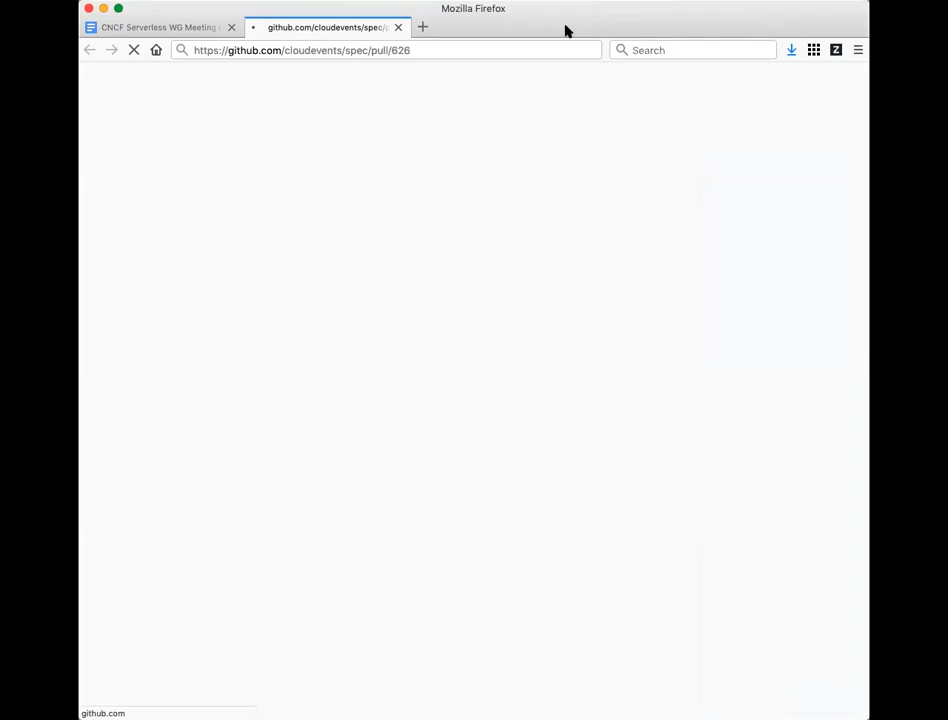 Mozilla Firefox
CNCF Serverless WG Meeting
github.com/cloudevents/spec/
https://github.com/cloudevents/spec/pull/626
Search
Z
github.com